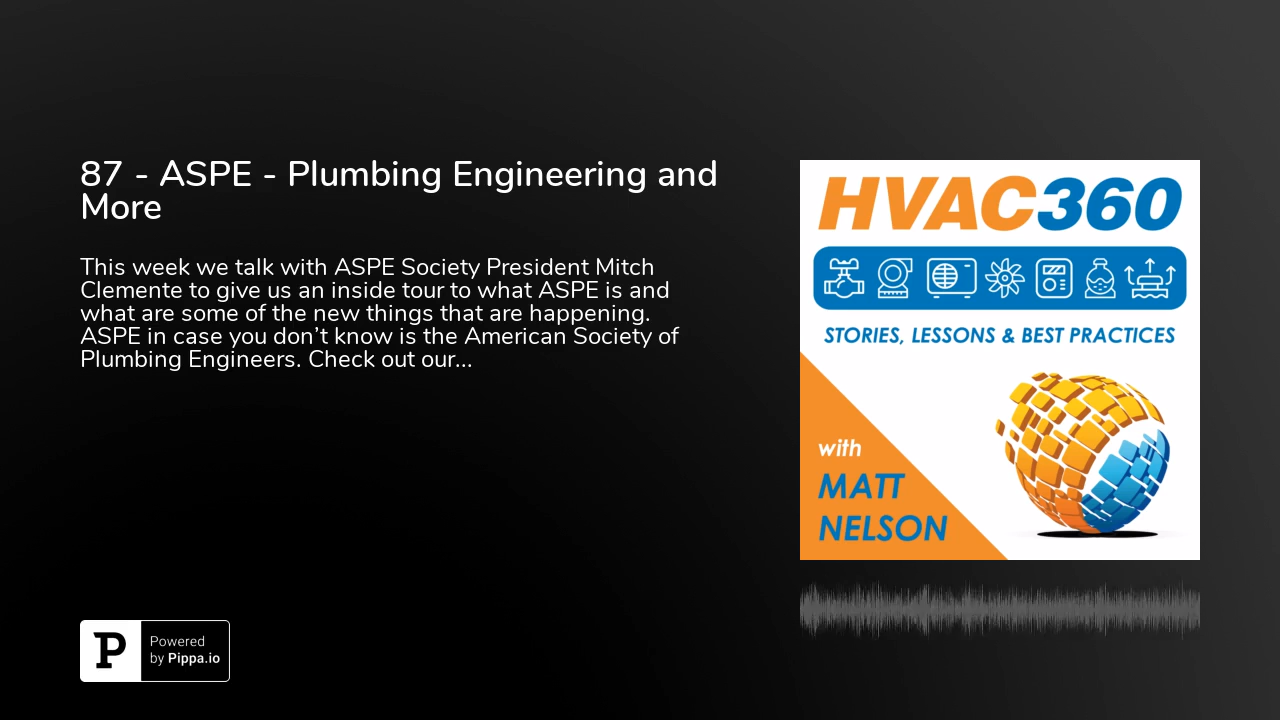 87 - ASPE - Plumbing Engineering and
More
This week we talk with ASPE Society President Mitch
Clemente to give us an inside tour to what ASPE is and
what are some of the new things that are happening.
ASPE in case you don’t know is the American Society of
Plumbing Engineers. Check out our...
HVAC360
STORIES, LESSONS & BEST PRACTICES
with
MATT
NELSON
P
Powered
by Pippa.io